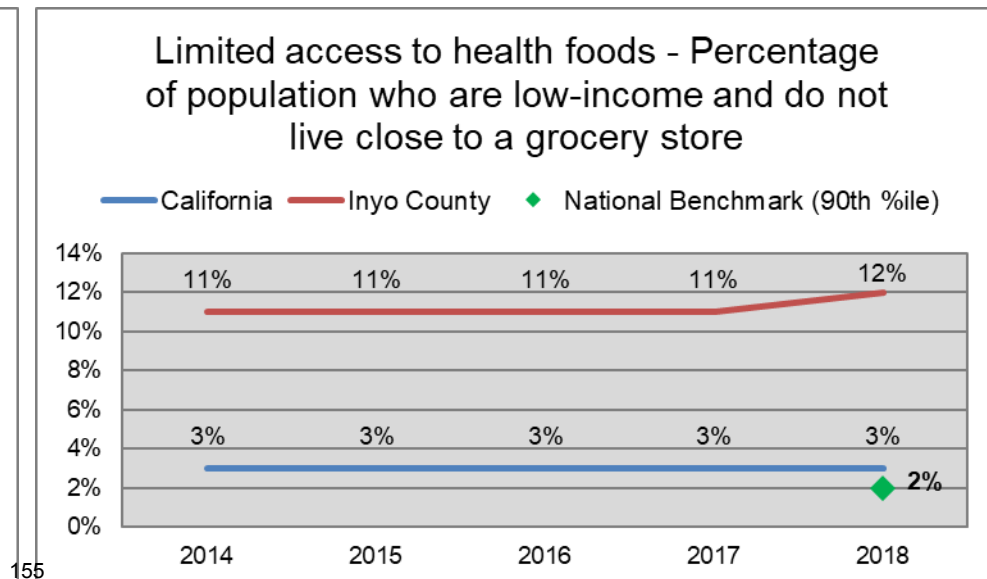 Limited access to health foods - Percentage
of population who are low-income and do not
live close to a grocery store
California Inyo County National Benchmark (90th %ile)
14%
12%
10%
8%
6%
4%
2%
0%
11% 11% 11% 11% 12%
3% 3% 3% 3% 3%
2%
2014 2015 2016 2017 2018
155